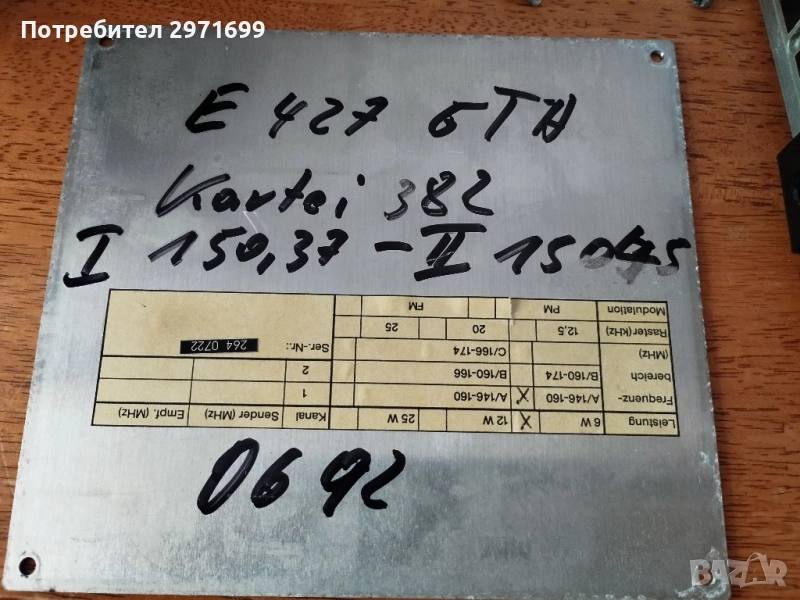 Потребител 2971699
E 427 6TH
Kartei 382
I 150,37 - II 150
Leistung 6 W X 12 W 25 W Kanal Sender (MHz) Empf. (MHz)
Frequenz- A/146-160 X A/146-160 1
bereich B/160-174 B/160-166 2
(MHz) C/166-174
Raster(kHz) 12,5 20 25 Ser.-Nr.: 264 0722
Modulation PM FM FM
0692
BAZAR